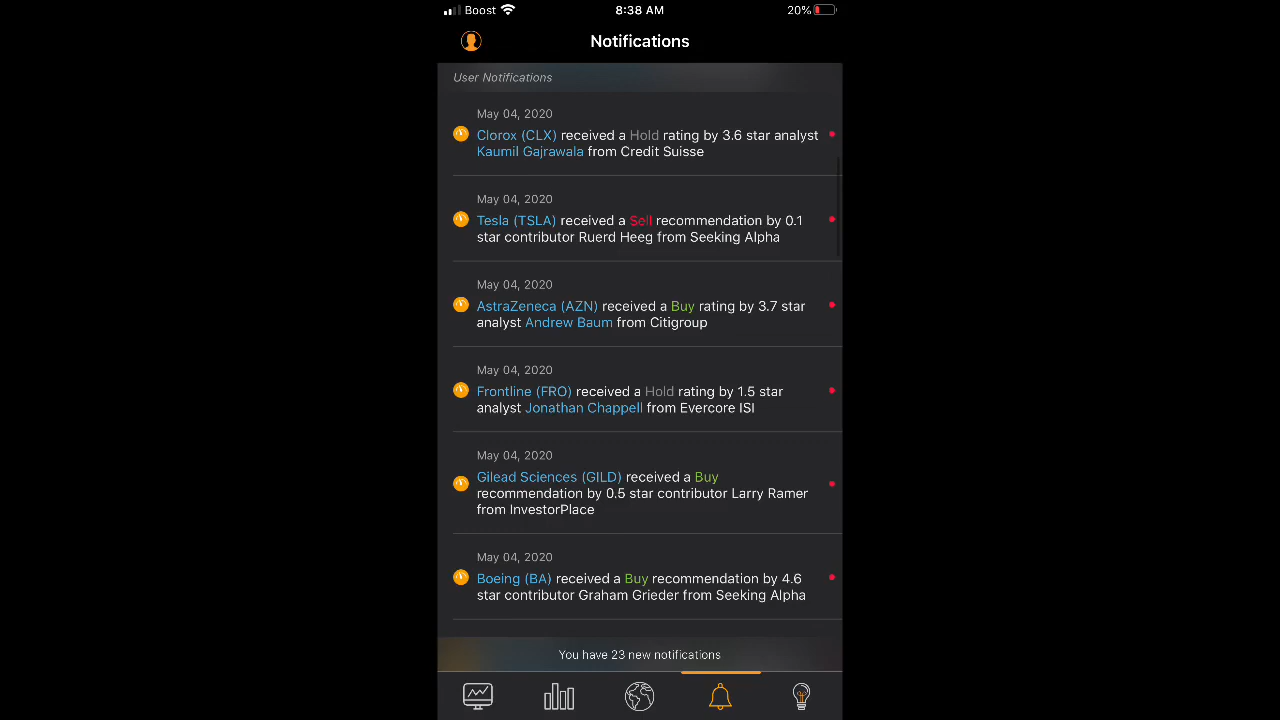 Boost 8:38 AM 20%
Notifications
User Notifications
May 04, 2020
Clorox (CLX) received a Hold rating by 3.6 star analyst
Kaumil Gajrawala from Credit Suisse
May 04, 2020
Tesla (TSLA) received a Sell recommendation by 0.1
star contributor Ruerd Heeg from Seeking Alpha
May 04, 2020
AstraZeneca (AZN) received a Buy rating by 3.7 star
analyst Andrew Baum from Citigroup
May 04, 2020
Frontline (FRO) received a Hold rating by 1.5 star
analyst Jonathan Chappell from Evercore ISI
May 04, 2020
Gilead Sciences (GILD) received a Buy
recommendation by 0.5 star contributor Larry Ramer
from InvestorPlace
May 04, 2020
Boeing (BA) received a Buy recommendation by 4.6
star contributor Graham Grieder from Seeking Alpha
You have 23 new notifications